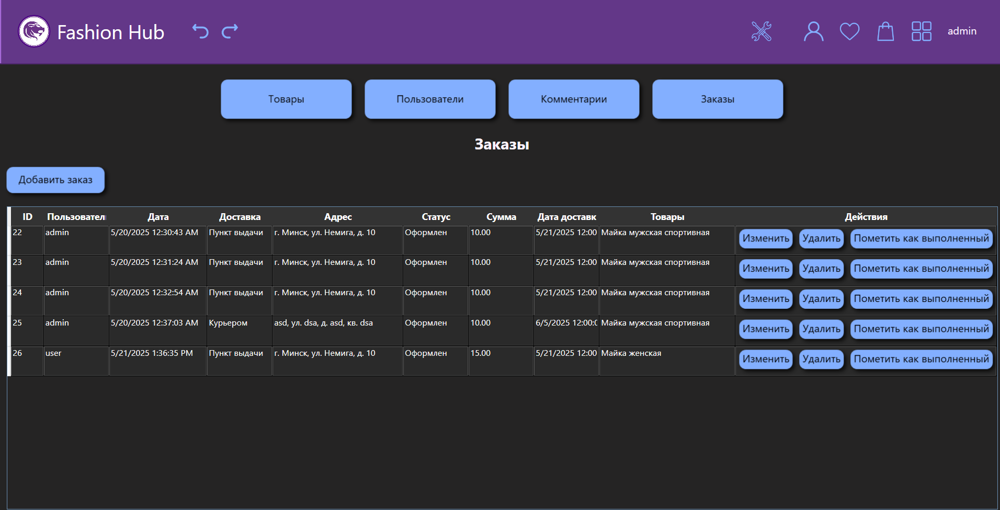 Fashion Hub
admin
Товары
Пользователи
Комментарии
Заказы
Заказы
Добавить заказ
ID Пользовател Дата Доставка Адрес Статус Сумма Дата доставк Товары Действия
22 admin 5/20/2025 12:30:43 AM Пункт выдачи г. Минск, ул. Немига, д. 10 Оформлен 10.00 5/21/2025 12:00 Майка мужская спортивная Изменить Удалить Пометить как выполненный
23 admin 5/20/2025 12:31:24 AM Пункт выдачи г. Минск, ул. Немига, д. 10 Оформлен 10.00 5/21/2025 12:00 Майка мужская спортивная Изменить Удалить Пометить как выполненный
24 admin 5/20/2025 12:32:54 AM Пункт выдачи г. Минск, ул. Немига, д. 10 Оформлен 10.00 5/21/2025 12:00 Майка мужская спортивная Изменить Удалить Пометить как выполненный
25 admin 5/20/2025 12:37:03 AM Курьером asd, ул. dsa, д. asd, кв. dsa Оформлен 10.00 6/5/2025 12:00:0 Майка мужская спортивная Изменить Удалить Пометить как выполненный
26 user 5/21/2025 1:36:35 PM Пункт выдачи г. Минск, ул. Немига, д. 10 Оформлен 15.00 5/21/2025 12:00 Майка женская Изменить Удалить Пометить как выполненный